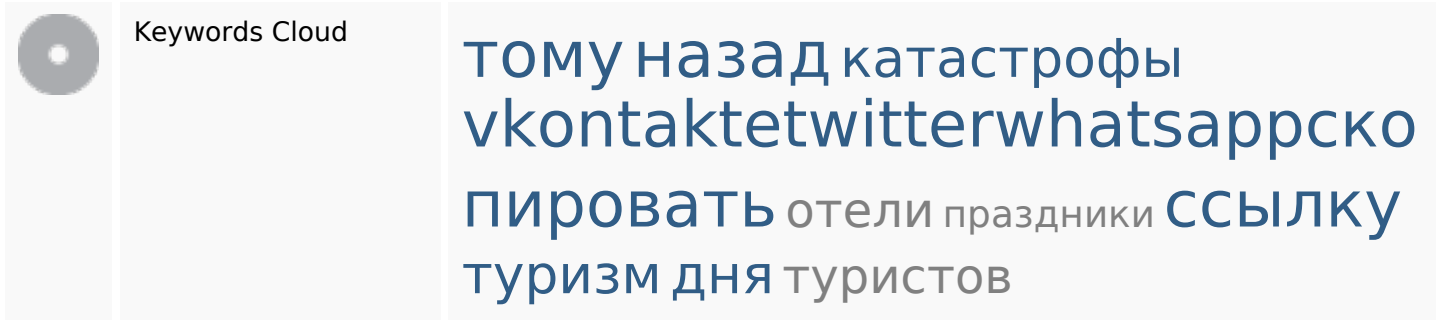 Keywords Cloud
тому назад катастрофы
vkontaktetwitterwhatsappско
пировать отели праздники ссылку
туризм дня туристов